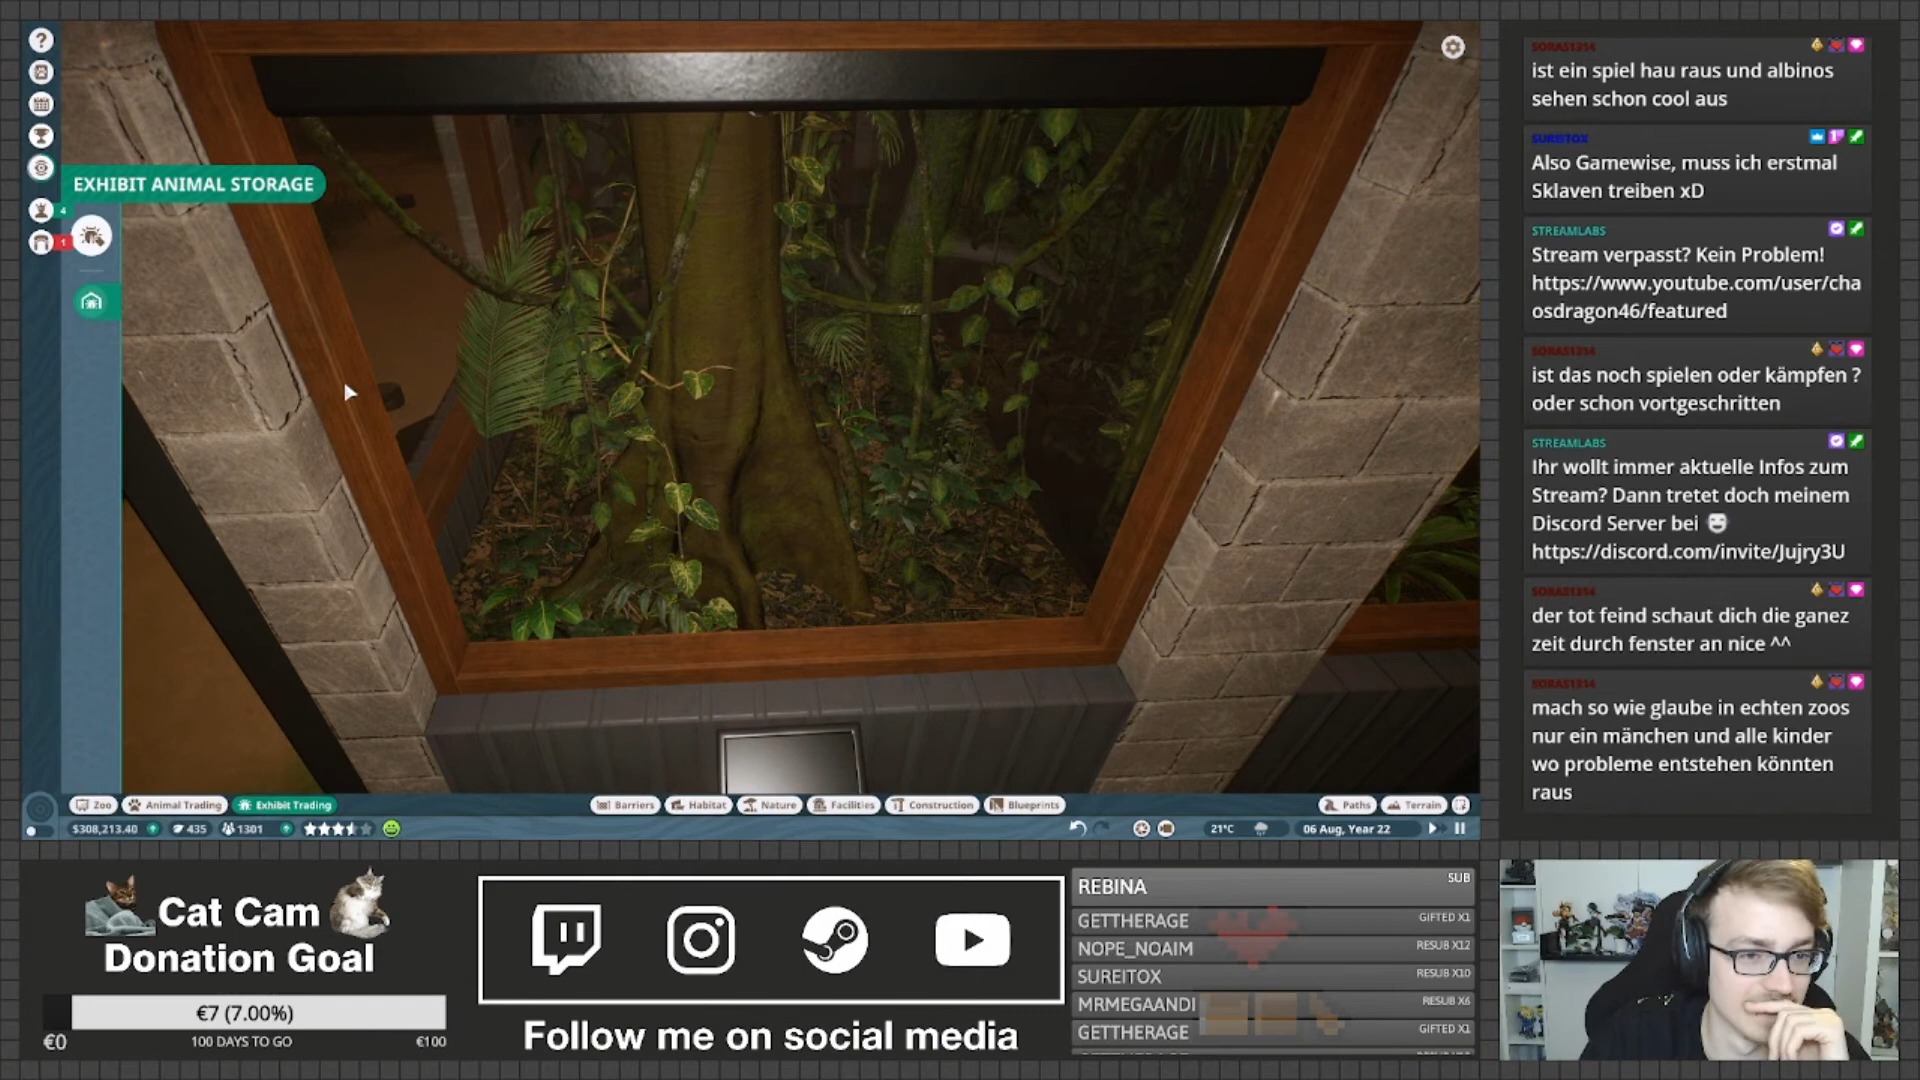 EXHIBIT ANIMAL STORAGE
4
1
Zoo
Animal Trading
Exhibit Trading
Barriers
Habitat
Nature
Facilities
Construction
Blueprints
Paths
Terrain
$308,213.40
435
1301
21°C
06 Aug, Year 22
SORAS1314
ist ein spiel hau raus und albinos
sehen schon cool aus
SUREITOX
Also Gamewise, muss ich erstmal
Sklaven treiben xD
STREAMLABS
Stream verpasst? Kein Problem!
https://www.youtube.com/user/cha
osdragon46/featured
SORAS1314
ist das noch spielen oder kämpfen ?
oder schon vortgeschritten
STREAMLABS
Ihr wollt immer aktuelle Infos zum
Stream? Dann tretet doch meinem
Discord Server bei
https://discord.com/invite/Jujry3U
SORAS1314
der tot feind schaut dich die ganez
zeit durch fenster an nice ^^
SORAS1314
mach so wie glaube in echten zoos
nur ein mänchen und alle kinder
wo probleme entstehen könnten
raus
Cat Cam
Donation Goal
€7 (7.00%)
€0
100 DAYS TO GO
€100
Follow me on social media
REBINA SUB
GETTHERAGE GIFTED X1
NOPE_NOAIM RESUB X12
SUREITOX RESUB X10
MRMEGAANDI RESUB X6
GETTHERAGE GIFTED X1